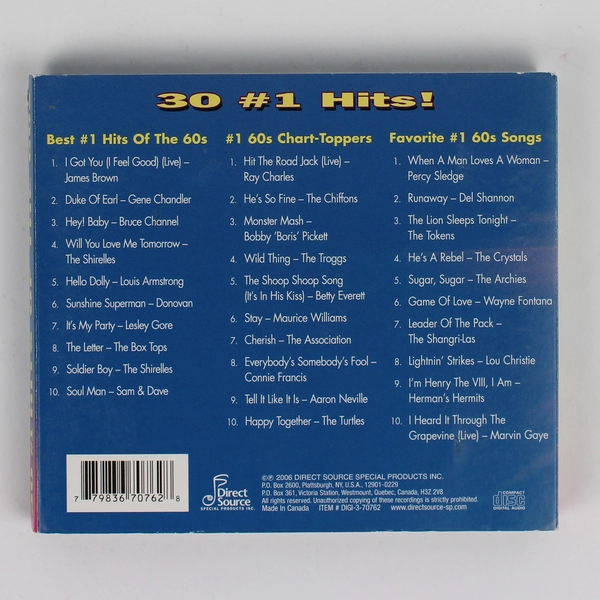 30 #1 Hits!
Best #1 Hits Of The 60s
1. I Got You (I Feel Good) (Live) –
James Brown
2. Duke Of Earl – Gene Chandler
3. Hey! Baby – Bruce Channel
4. Will You Love Me Tomorrow –
The Shirelles
5. Hello Dolly – Louis Armstrong
6. Sunshine Superman – Donovan
7. It's My Party – Lesley Gore
8. The Letter – The Box Tops
9. Soldier Boy – The Shirelles
10. Soul Man – Sam & Dave
#1 60s Chart-Toppers
1. Hit The Road Jack (Live) –
Ray Charles
2. He's So Fine – The Chiffons
3. Monster Mash –
Bobby 'Boris' Pickett
4. Wild Thing – The Troggs
5. The Shoop Shoop Song
(It's In His Kiss) – Betty Everett
6. Stay – Maurice Williams
7. Cherish – The Association
8. Everybody's Somebody's Fool –
Connie Francis
9. Tell It Like It Is – Aaron Neville
10. Happy Together – The Turtles
Favorite #1 60s Songs
1. When A Man Loves A Woman –
Percy Sledge
2. Runaway – Del Shannon
3. The Lion Sleeps Tonight –
The Tokens
4. He's A Rebel – The Crystals
5. Sugar, Sugar – The Archies
6. Game Of Love – Wayne Fontana
7. Leader Of The Pack –
The Shangri-Las
8. Lightnin' Strikes – Lou Christie
9. I'm Henry The VIII, I Am –
Herman's Hermits
10. I Heard It Through The
Grapevine (Live) – Marvin Gaye
7 79836 70762 8
Direct
Source
SPECIAL PRODUCTS INC.
©℗ 2006 DIRECT SOURCE SPECIAL PRODUCTS INC.
P.O. Box 2600, Plattsburgh, NY, U.S.A., 12901-0229
P.O. Box 361, Victoria Station, Westmount, Quebec, Canada, H3Z 2V8
All rights reserved. Unauthorized copying of these recordings is strictly prohibited.
Made In Canada ITEM # DIGI-3-70762 www.directsource-sp.com
COMPACT
disc
DIGITAL AUDIO